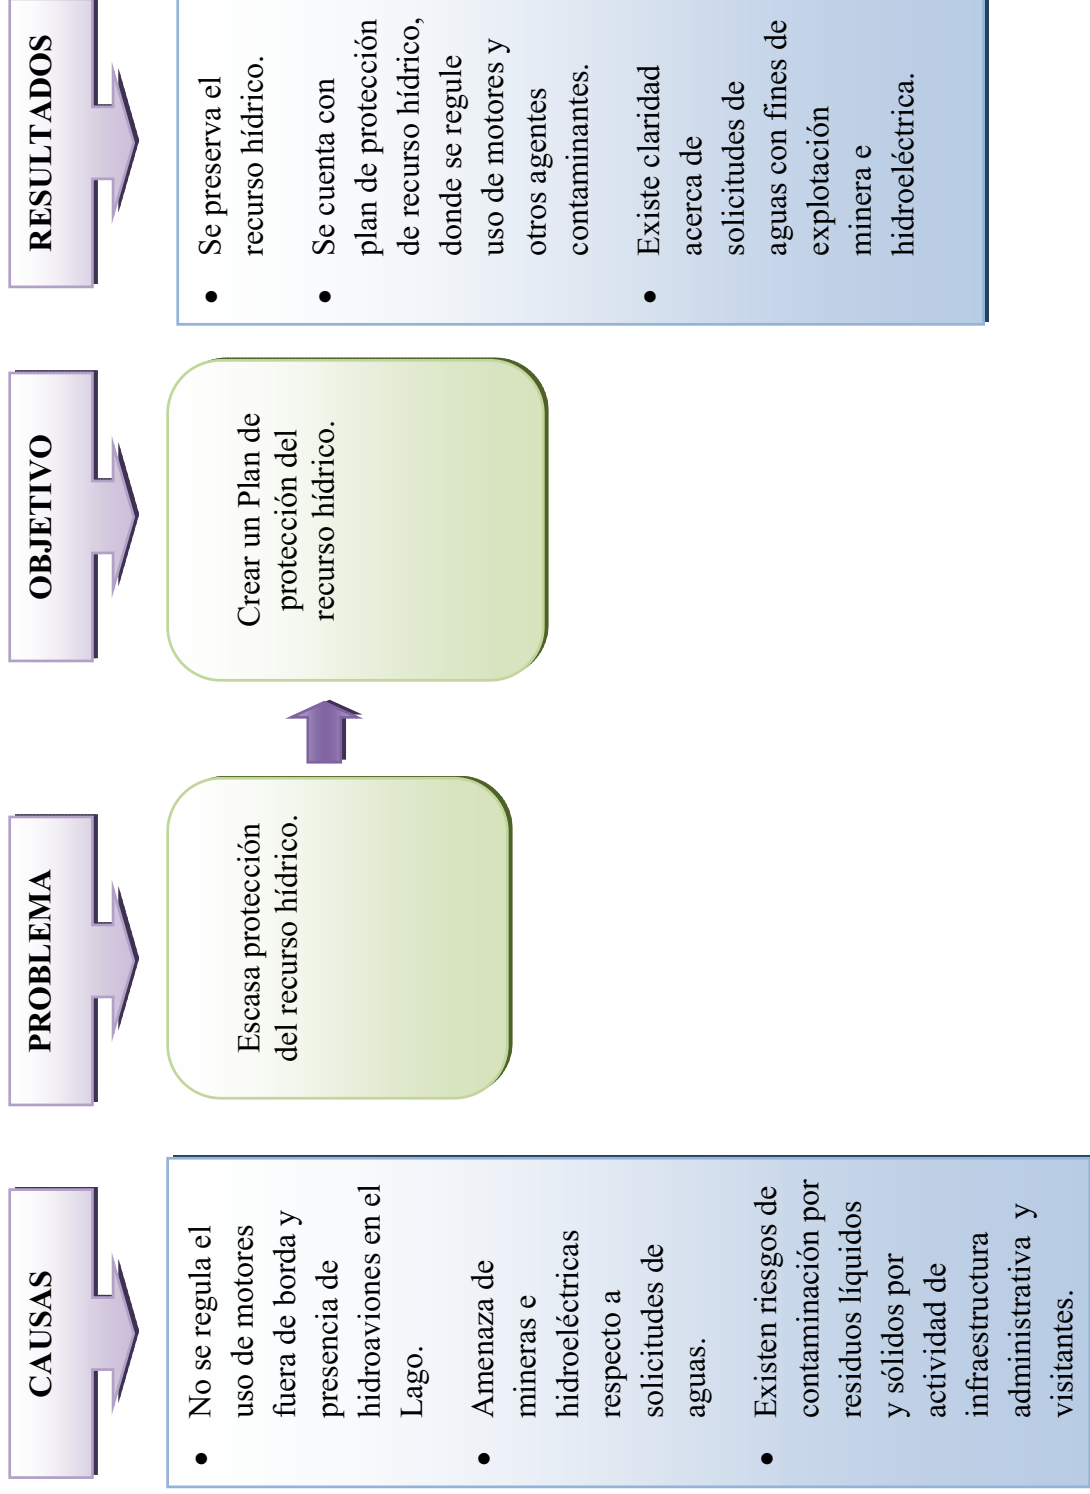 CAUSAS
No se regula el
uso de motores
fuera de borda y
presencia de
hidroaviones en el
Lago.
Amenaza de
mineras e
hidroeléctricas
respecto a
solicitudes de
aguas.
Existen riesgos de
contaminación por
residuos líquidos
y sólidos por
actividad de
infraestructura
administrativa y
visitantes.
PROBLEMA
Escasa protección
del recurso hídrico.
OBJETIVO
Crear un Plan de
protección del
recurso hídrico.
RESULTADOS
Se preserva el
recurso hídrico.
Se cuenta con
plan de protección
de recurso hídrico,
donde se regule
uso de motores y
otros agentes
contaminantes.
Existe claridad
acerca de
solicitudes de
aguas con fines de
explotación
minera e
hidroeléctrica.